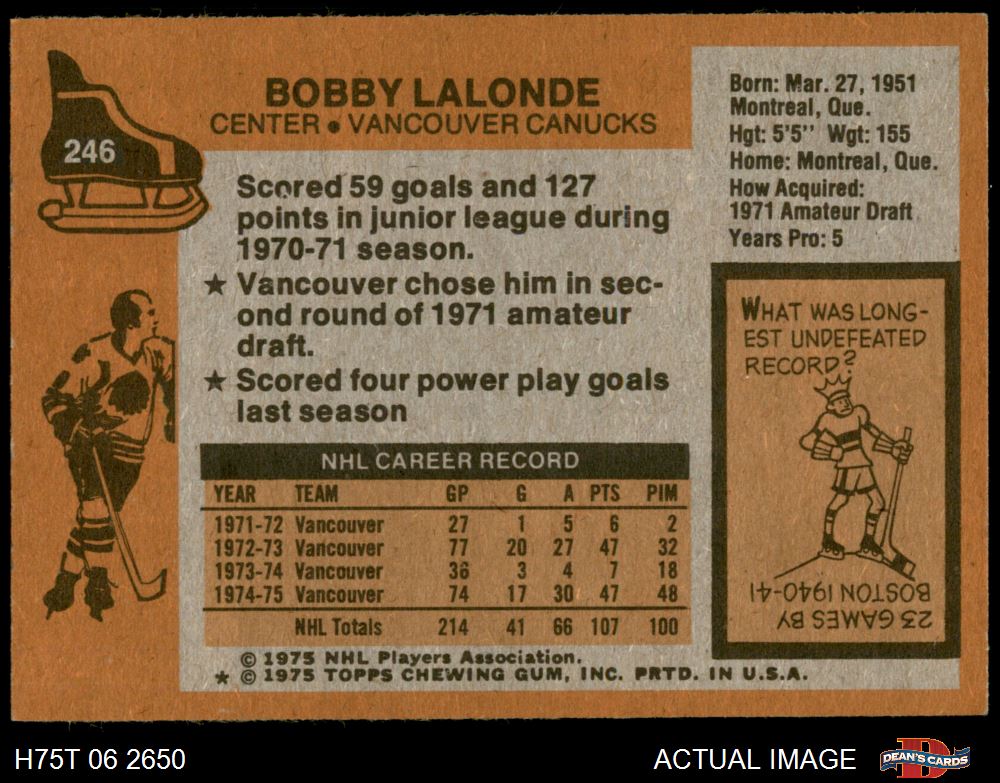 246
BOBBY LALONDE
CENTER • VANCOUVER CANUCKS
Scored 59 goals and 127
points in junior league during
1970-71 season.
★ Vancouver chose him in sec-
ond round of 1971 amateur
draft.
★ Scored four power play goals
last season
NHL CAREER RECORD
YEAR TEAM GP G A PTS PIM
1971-72 Vancouver 27 1 5 6 2
1972-73 Vancouver 77 20 27 47 32
1973-74 Vancouver 36 3 4 7 18
1974-75 Vancouver 74 17 30 47 48
NHL Totals 214 41 66 107 100
© 1975 NHL Players Association.
★ © 1975 TOPPS CHEWING GUM, INC. PRTD. IN U.S.A.
Born: Mar. 27, 1951
Montreal, Que.
Hgt: 5'5'' Wgt: 155
Home: Montreal, Que.
How Acquired:
1971 Amateur Draft
Years Pro: 5
WHAT WAS LONG-
EST UNDEFEATED
RECORD?
23 GAMES BY
BOSTON 1940-41
H75T 06 2650
ACTUAL IMAGE
D
DEAN'S CARDS